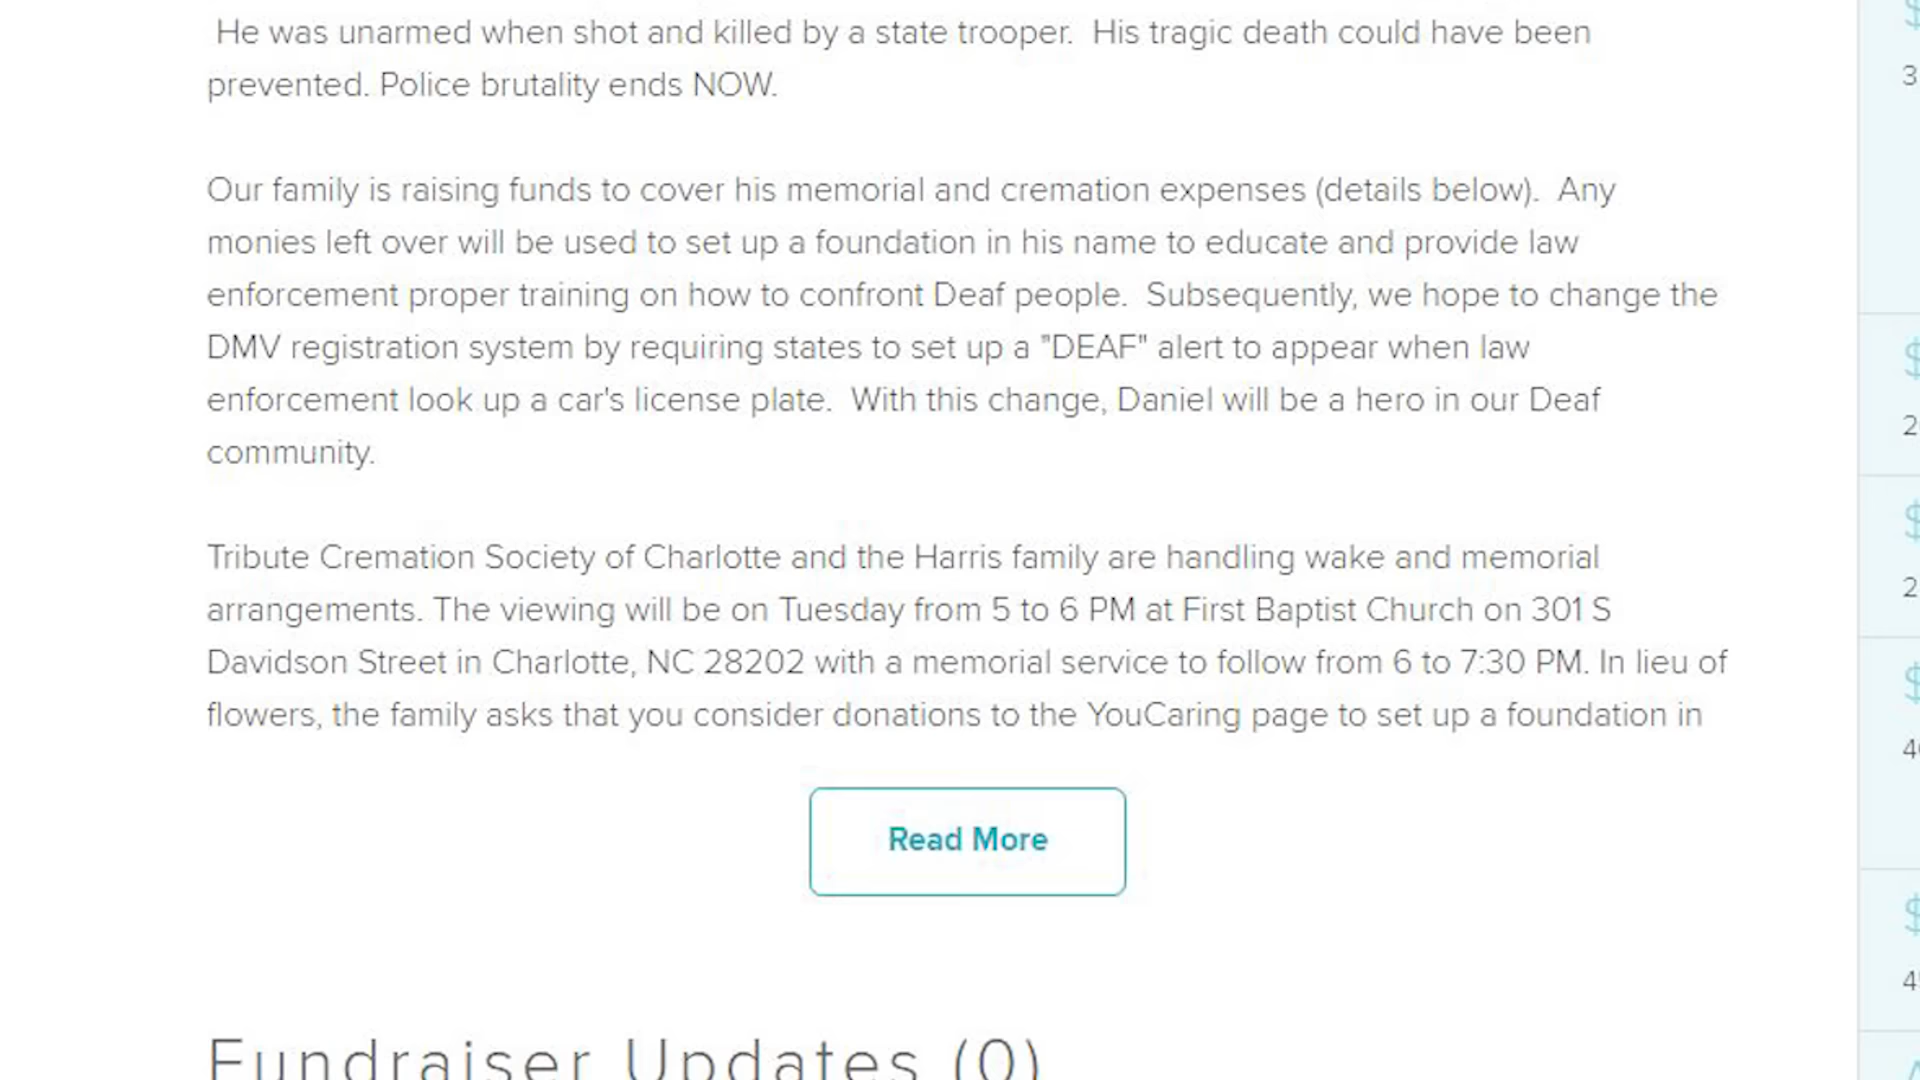 He was unarmed when shot and killed by a state trooper. His tragic death could have been
prevented. Police brutality ends NOW.
Our family is raising funds to cover his memorial and cremation expenses (details below). Any
monies left over will be used to set up a foundation in his name to educate and provide law
enforcement proper training on how to confront Deaf people. Subsequently, we hope to change the
DMV registration system by requiring states to set up a "DEAF" alert to appear when law
enforcement look up a car's license plate. With this change, Daniel will be a hero in our Deaf
community.
Tribute Cremation Society of Charlotte and the Harris family are handling wake and memorial
arrangements. The viewing will be on Tuesday from 5 to 6 PM at First Baptist Church on 301 S
Davidson Street in Charlotte, NC 28202 with a memorial service to follow from 6 to 7:30 PM. In lieu of
flowers, the family asks that you consider donations to the YouCaring page to set up a foundation in
Read More
Fundraiser Updates (0)